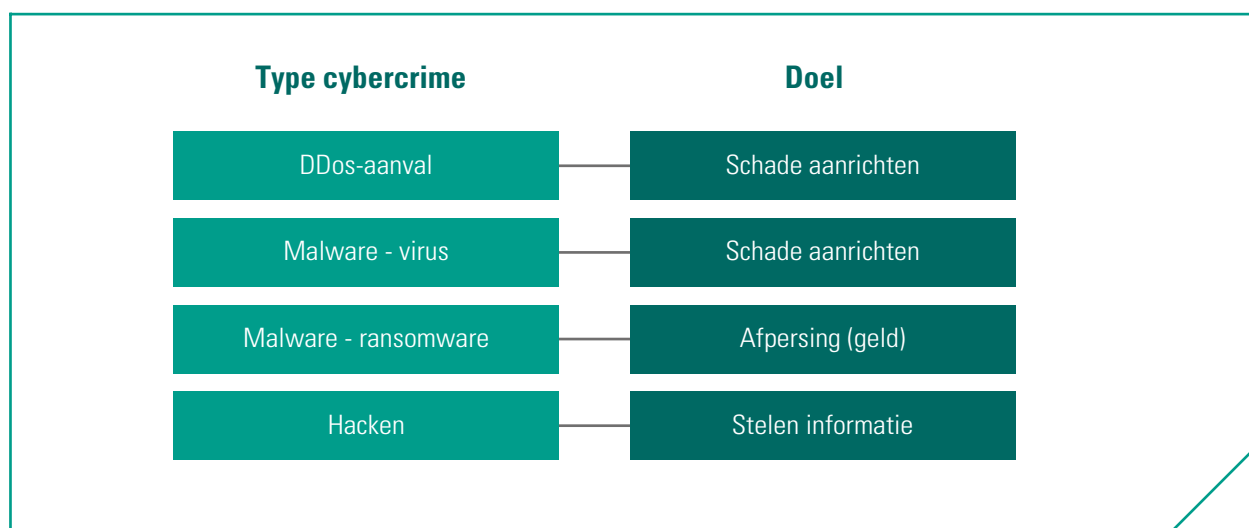 Type cybercrime
Doel
DDos-aanval
Schade aanrichten
Malware - virus
Schade aanrichten
Malware - ransomware
Afpersing (geld)
Hacken
Stelen informatie